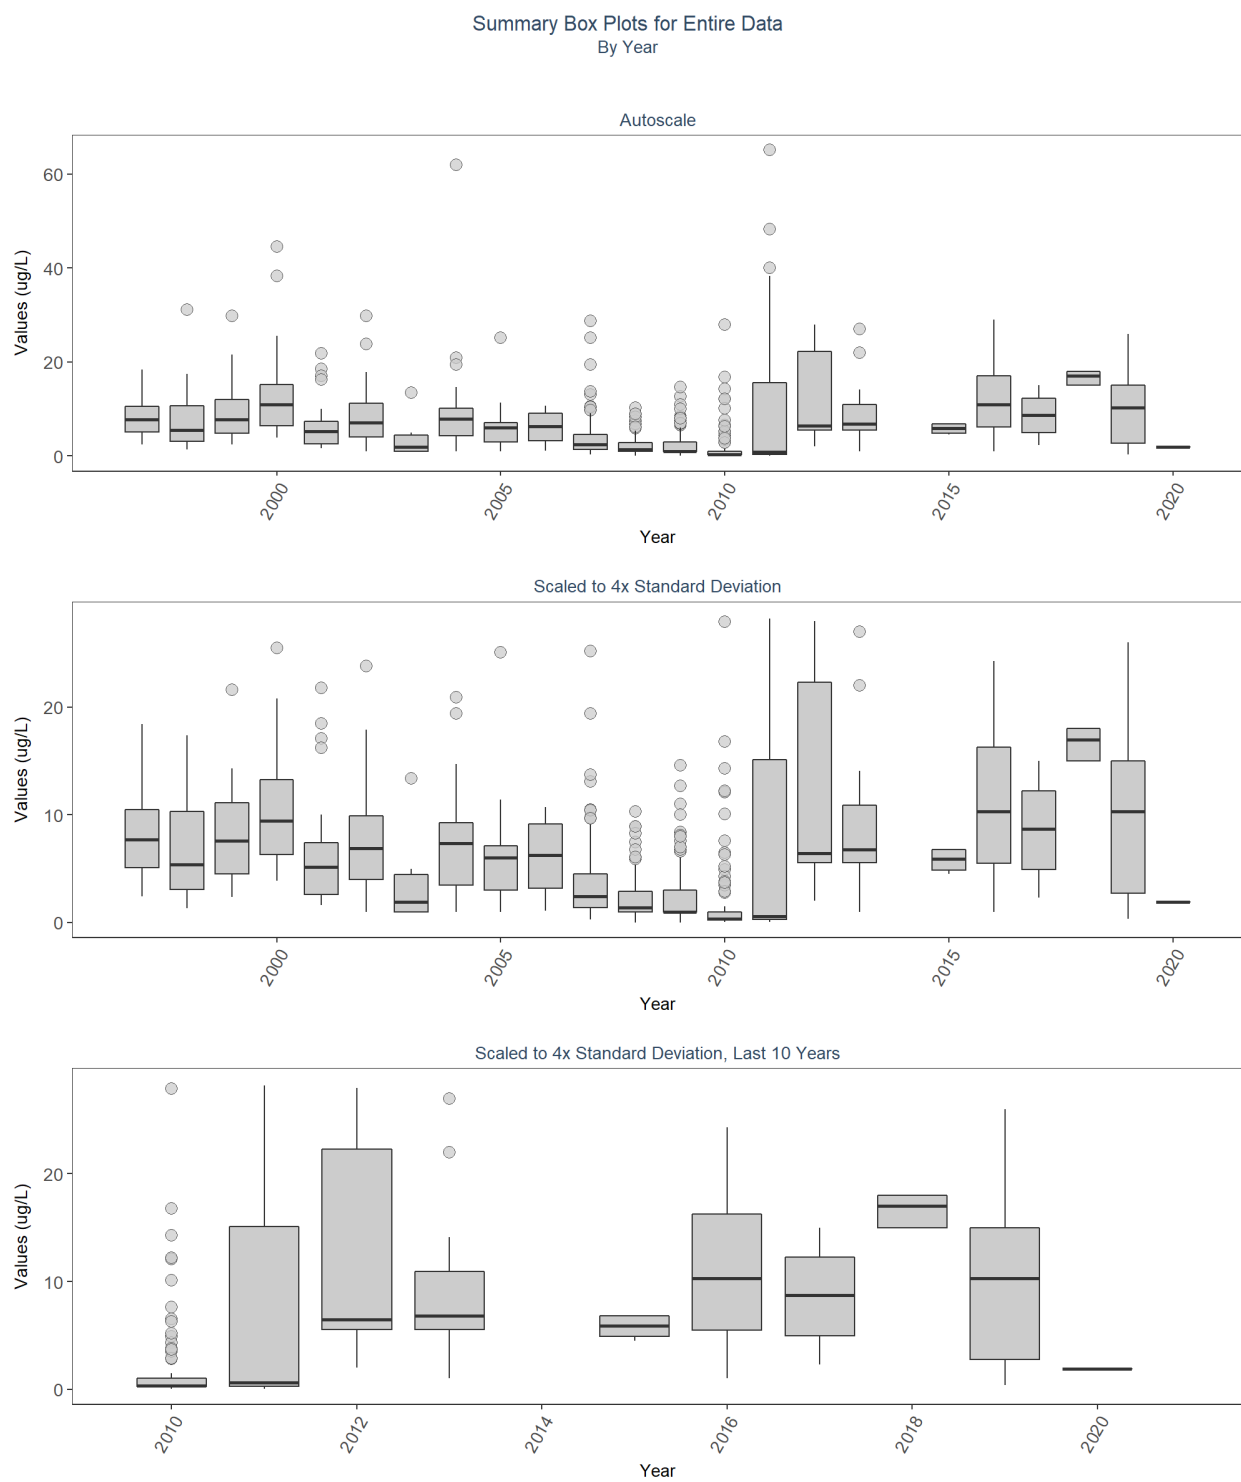 Summary Box Plots for Entire Data
By Year
Autoscale
Values (ug/L)
60
40
20
0
2000
2005
2010
2015
2020
Year
Scaled to 4x Standard Deviation
Values (ug/L)
20
10
0
2000
2005
2010
2015
2020
Year
Scaled to 4x Standard Deviation, Last 10 Years
Values (ug/L)
20
10
0
2010
2012
2014
2016
2018
2020
Year